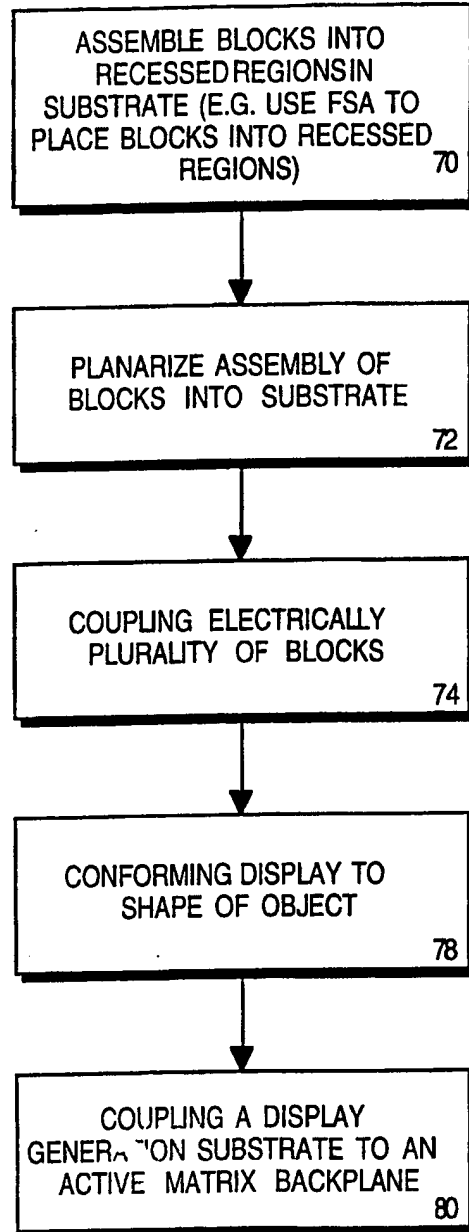 ASSEMBLE BLOCKS INTO
RECESSED REGIONS IN
SUBSTRATE (E.G. USE FSA TO
PLACE BLOCKS INTO RECESSED
REGIONS)
70
PLANARIZE ASSEMBLY OF
BLOCKS INTO SUBSTRATE
72
COUPLING ELECTRICALLY
PLURALITY OF BLOCKS
74
CONFORMING DISPLAY TO
SHAPE OF OBJECT
78
COUPLING A DISPLAY
GENERATION SUBSTRATE TO AN
ACTIVE MATRIX BACKPLANE
80